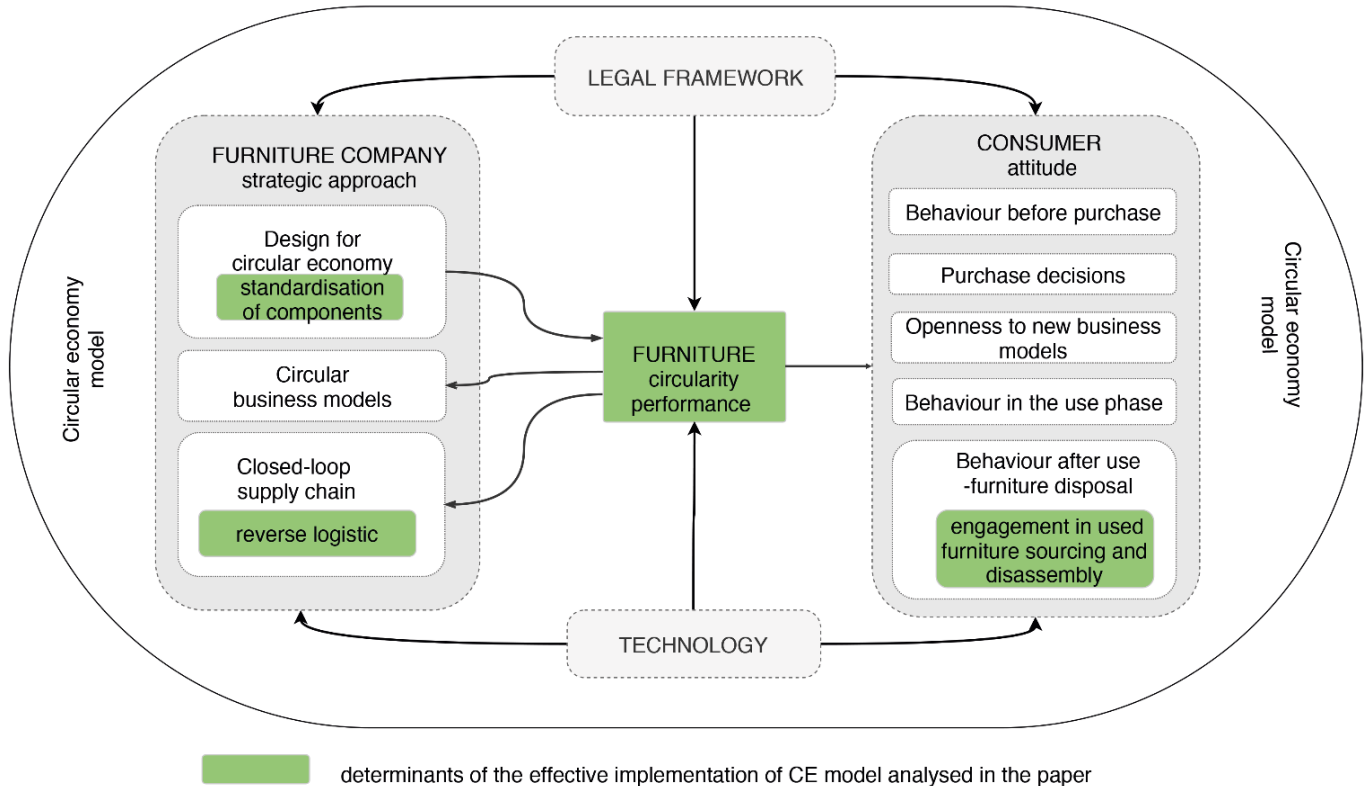 LEGAL FRAMEWORK
FURNITURE COMPANY
strategic approach
Design for
circular economy
standardisation
of components
Circular
business models
Closed-loop
supply chain
reverse logistic
FURNITURE
circularity
performance
CONSUMER
attitude
Behaviour before purchase
Purchase decisions
Openness to new business
models
Behaviour in the use phase
Behaviour after use
-furniture disposal
engagement in used
furniture sourcing and
disassembly
TECHNOLOGY
Circular economy
model
Circular economy
model
determinants of the effective implementation of CE model analysed in the paper